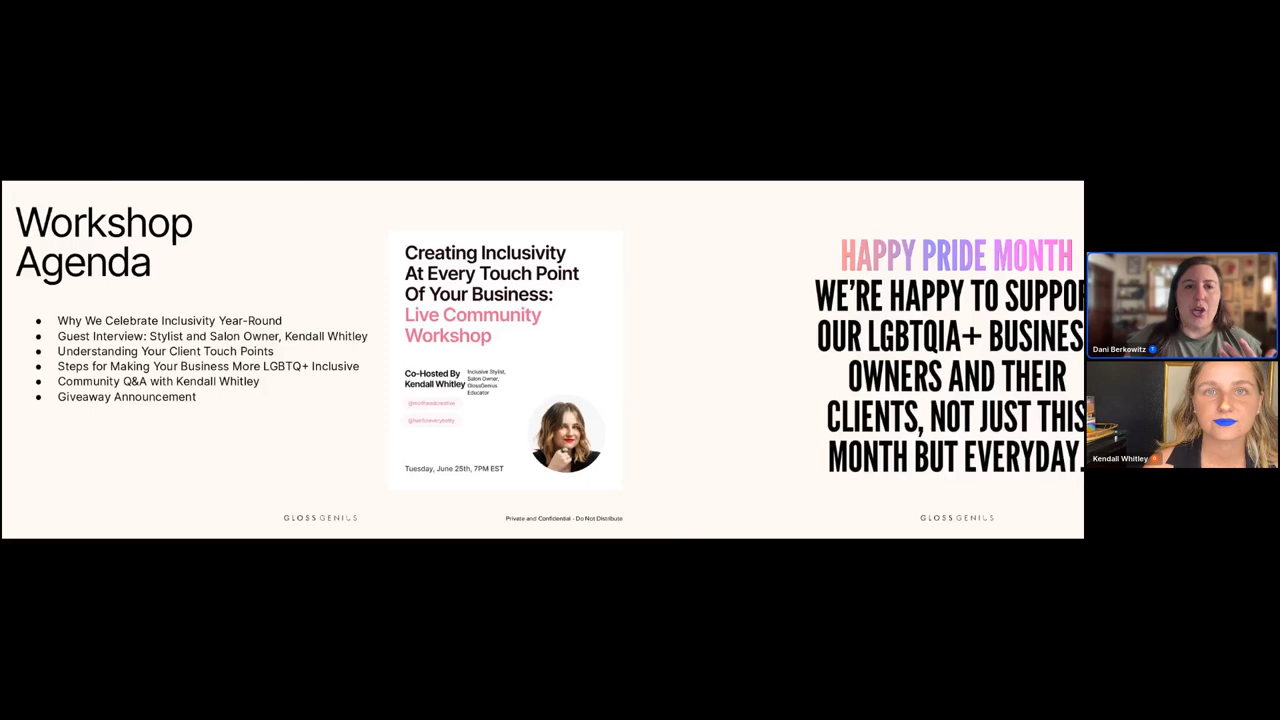 Workshop
Agenda
● Why We Celebrate Inclusivity Year-Round
● Guest Interview: Stylist and Salon Owner, Kendall Whitley
● Understanding Your Client Touch Points
● Steps for Making Your Business More LGBTQ+ Inclusive
● Community Q&A with Kendall Whitley
● Giveaway Announcement
GLOSSGENIUS
Creating Inclusivity
At Every Touch Point
Of Your Business:
Live Community
Workshop
Co-Hosted By
Kendall Whitley
Inclusive Stylist,
Salon Owner,
GlossGenius
Educator
@hairforeverybetty
Tuesday, June 25th, 7PM EST
Private and Confidential - Do Not Distribute
HAPPY PRIDE MONTH
WE'RE HAPPY TO SUPPOR
OUR LGBTQIA+ BUSINES
OWNERS AND THEIR
CLIENTS, NOT JUST THIS
MONTH BUT EVERYDAY.
GLOSSGENIUS
Dani Berkowitz
Kendall Whitley